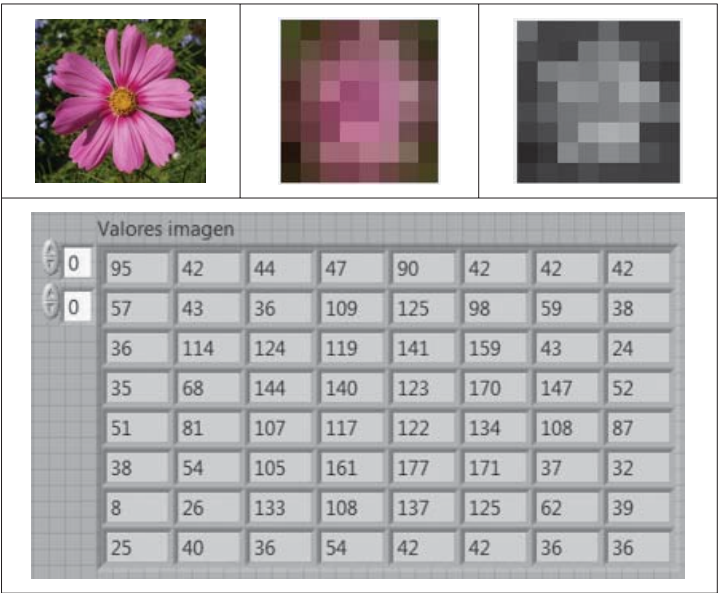 Valores imagen
0 95 42 44 47 90 42 42 42
0 57 43 36 109 125 98 59 38
36 114 124 119 141 159 43 24
35 68 144 140 123 170 147 52
51 81 107 117 122 134 108 87
38 54 105 161 177 171 37 32
8 26 133 108 137 125 62 39
25 40 36 54 42 42 36 36